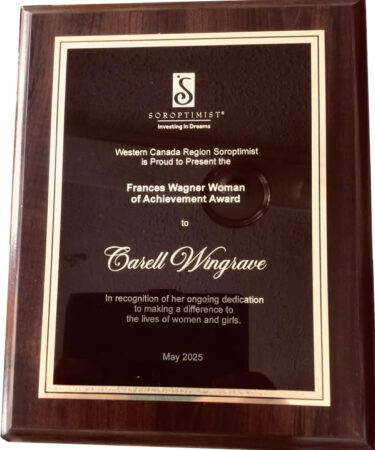 SOROPTIMIST®
Investing in Dreams
Western Canada Region Soroptimist
is Proud to Present the
Frances Wagner Woman
of Achievement Award
to
Carell Wingrave
In recognition of her ongoing dedication
to making a difference to
the lives of women and girls.
May 2025